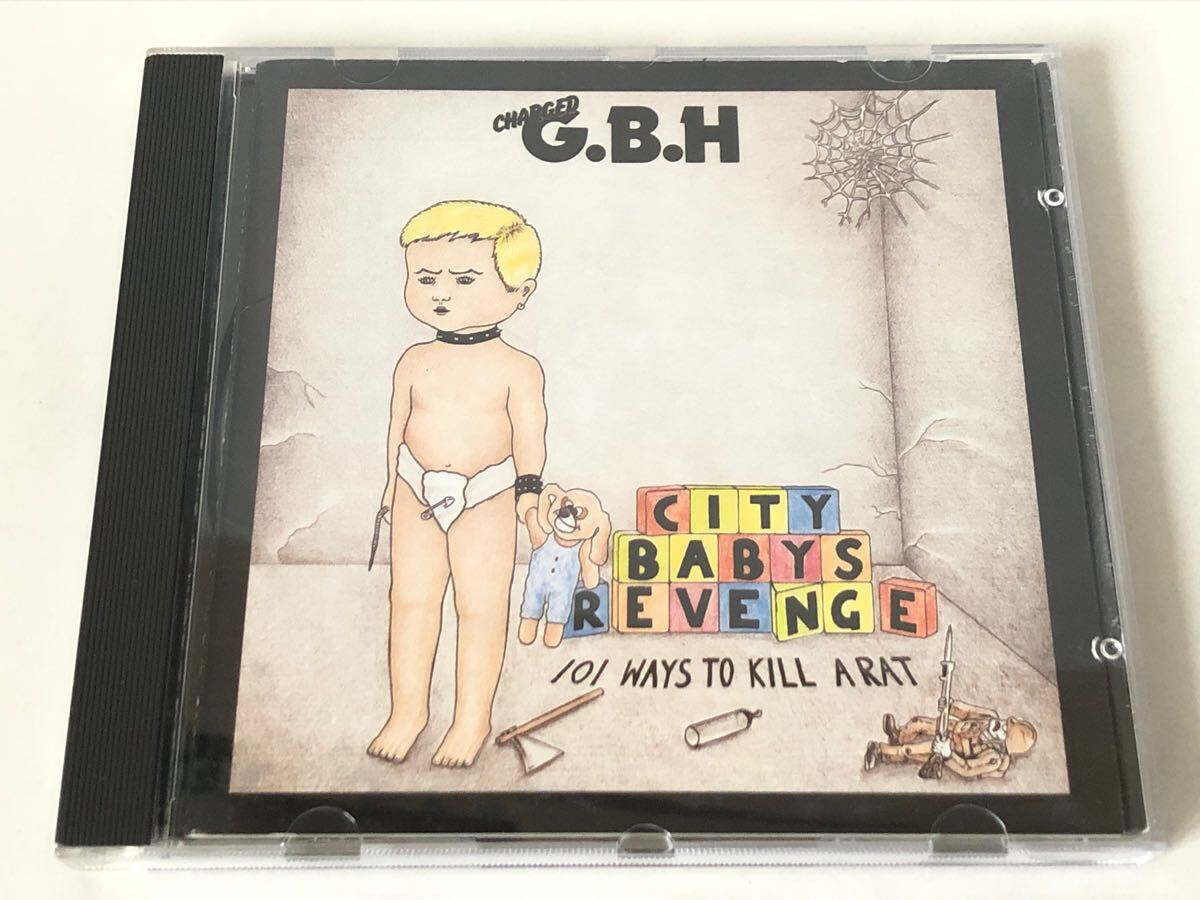 CHARGED
G.B.H
CITY
BABYS
REVENGE
101 WAYS TO KILL A RAT